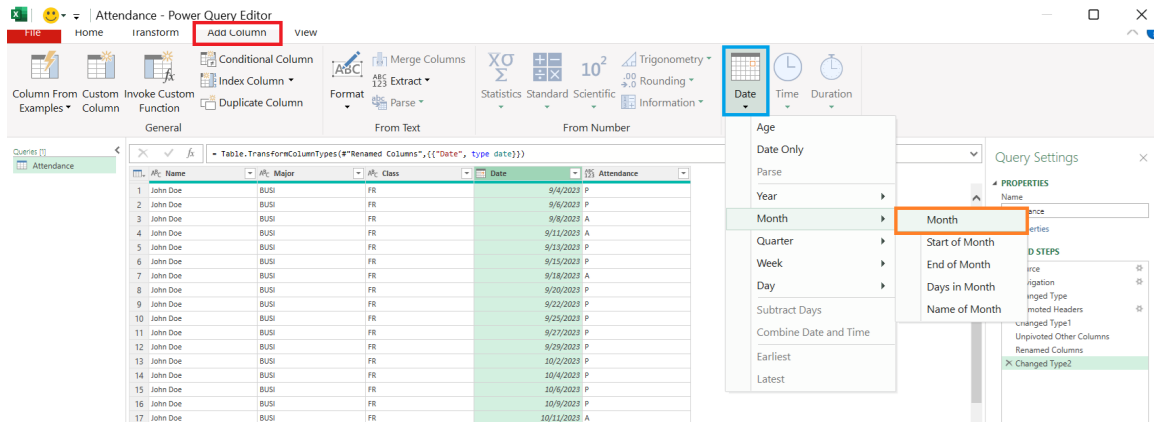 Attendance - Power Query Editor
File Home Transform Add Column View
Column From Examples
Custom Column
Invoke Custom Function
Conditional Column
Index Column
Duplicate Column
General
Format
Merge Columns
Extract
Parse
From Text
Statistics
Standard
Scientific
Trigonometry
Rounding
Information
From Number
Date
Time
Duration
Queries [1]
Attendance
= Table.TransformColumnTypes(#"Renamed Columns",{{"Date", type date}})
Name Major Class Date Attendance
1 John Doe BUSI FR 9/4/2023 P
2 John Doe BUSI FR 9/6/2023 P
3 John Doe BUSI FR 9/8/2023 A
4 John Doe BUSI FR 9/11/2023 A
5 John Doe BUSI FR 9/13/2023 P
6 John Doe BUSI FR 9/15/2023 P
7 John Doe BUSI FR 9/18/2023 A
8 John Doe BUSI FR 9/20/2023 P
9 John Doe BUSI FR 9/22/2023 P
10 John Doe BUSI FR 9/25/2023 P
11 John Doe BUSI FR 9/27/2023 P
12 John Doe BUSI FR 9/29/2023 P
13 John Doe BUSI FR 10/2/2023 P
14 John Doe BUSI FR 10/4/2023 P
15 John Doe BUSI FR 10/6/2023 P
16 John Doe BUSI FR 10/9/2023 P
17 John Doe BUSI FR 10/11/2023 A
Age
Date Only
Parse
Year
Month
Quarter
Week
Day
Subtract Days
Combine Date and Time
Earliest
Latest
Month
Start of Month
End of Month
Days in Month
Name of Month
Query Settings
PROPERTIES
Name
ance
erties
D STEPS
rce
igation
anged Type
moted Headers
Changed Type1
Unpivoted Other Columns
Renamed Columns
Changed Type2